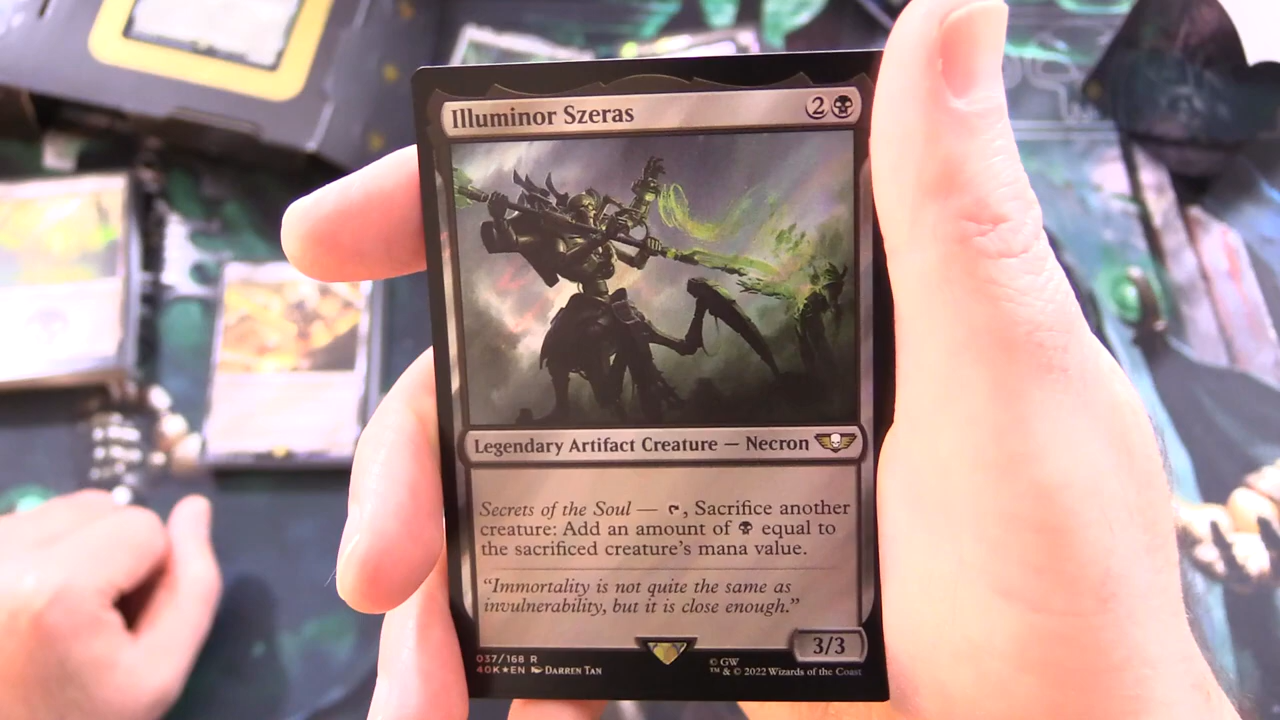 Illuminor Szeras 2
Legendary Artifact Creature — Necron
Secrets of the Soul — , Sacrifice another
creature: Add an amount of equal to
the sacrificed creature's mana value.
“Immortality is not quite the same as
invulnerability, but it is close enough.”
3/3
037/168 R
40K★EN DARREN TAN
© GW
™ & © 2022 Wizards of the Coast